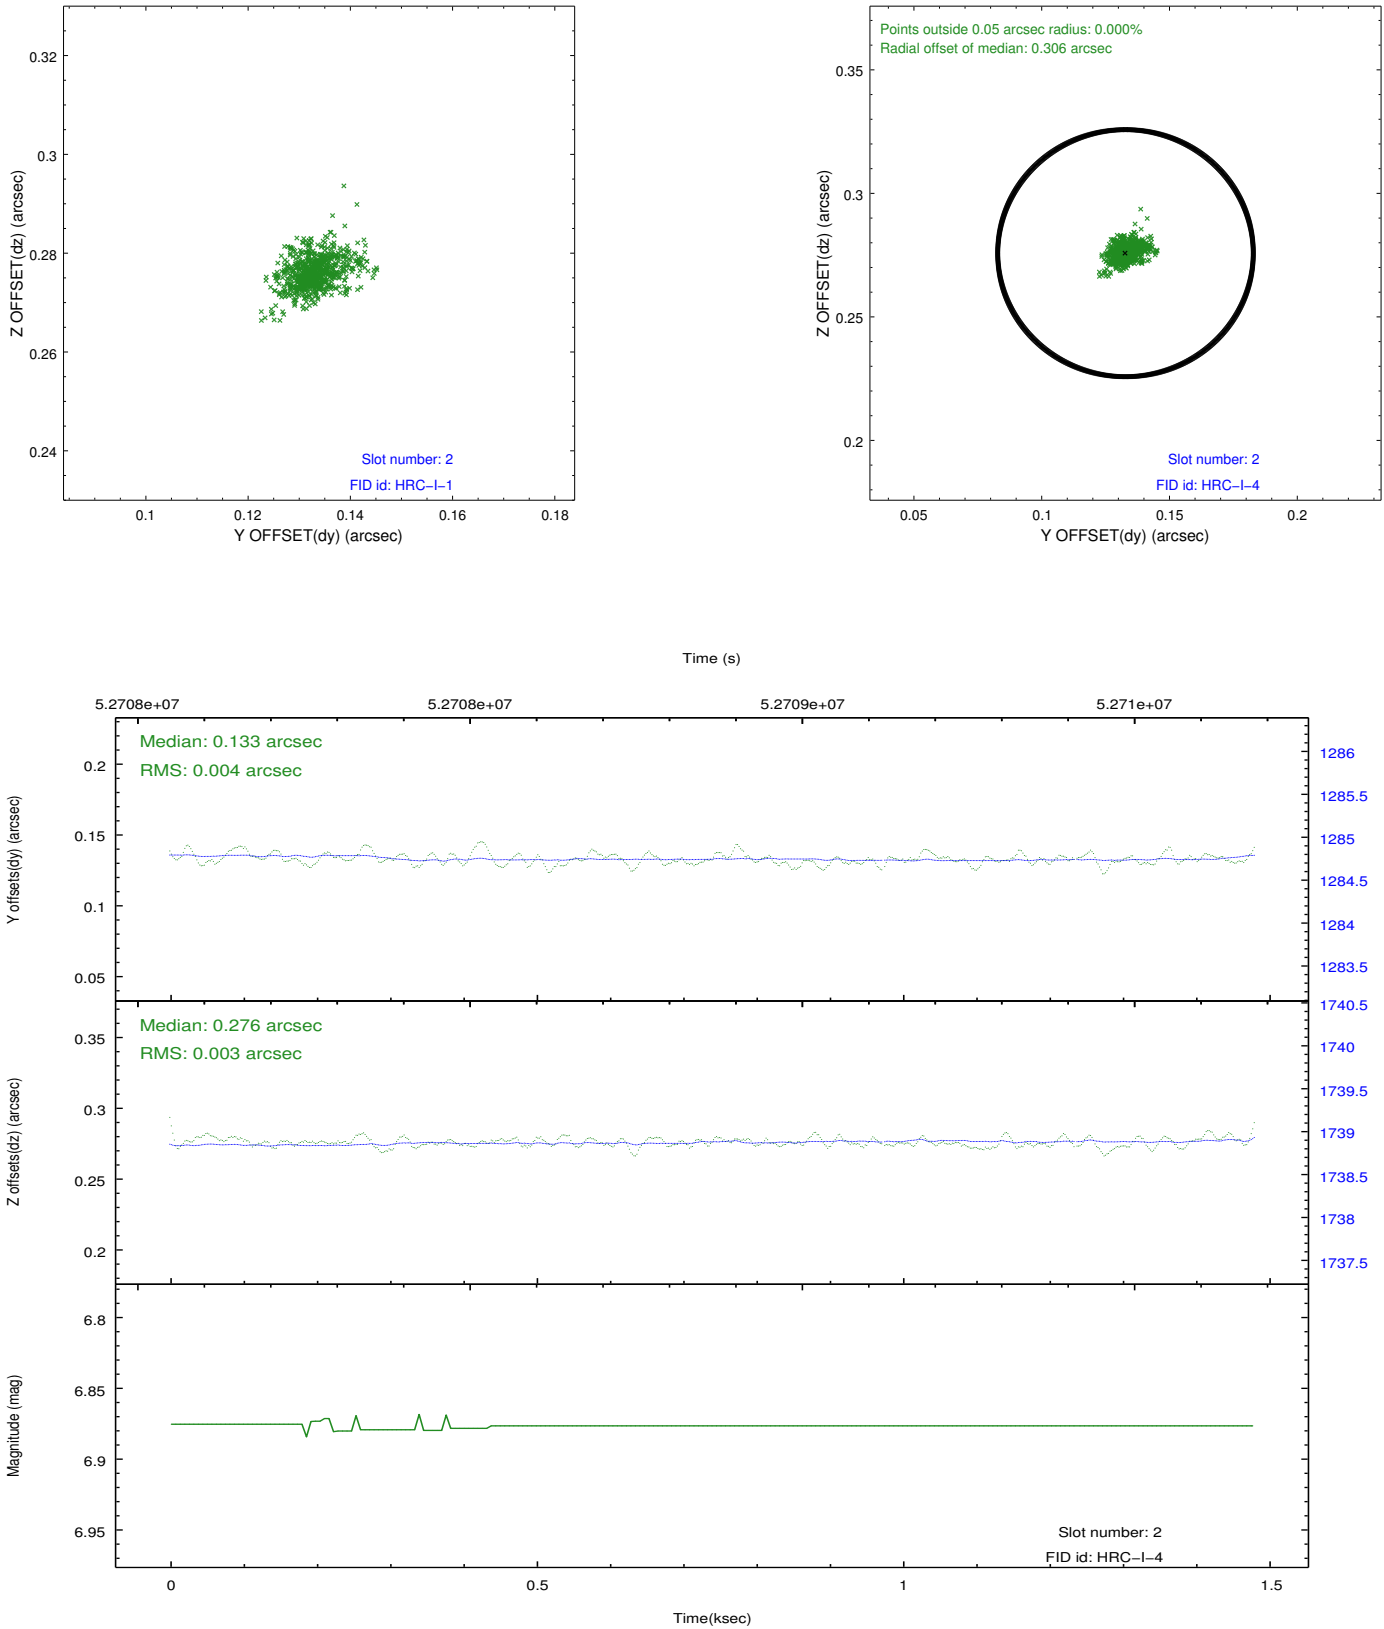 0.32
0.3
0.28
0.26
0.24
Z OFFSET(dz) (arcsec)
Slot number: 2
FID id: HRC−I−1
0.1 0.12 0.14 0.16 0.18
Y OFFSET(dy) (arcsec)
Points outside 0.05 arcsec radius: 0.000%
Radial offset of median: 0.306 arcsec
0.35
0.3
0.25
0.2
Z OFFSET(dz) (arcsec)
Slot number: 2
FID id: HRC−I−4
0.05 0.1 0.15 0.2
Y OFFSET(dy) (arcsec)
Time (s)
5.2708e+07 5.2708e+07 5.2709e+07 5.271e+07
Median: 0.133 arcsec
RMS: 0.004 arcsec
0.2
0.15
0.1
0.05
Y offsets(dy) (arcsec)
1286
1285.5
1285
1284.5
1284
1283.5
Median: 0.276 arcsec
RMS: 0.003 arcsec
0.35
0.3
0.25
0.2
Z offsets(dz) (arcsec)
1740.5
1740
1739.5
1739
1738.5
1738
1737.5
6.8
6.85
6.9
6.95
Magnitude (mag)
Slot number: 2
FID id: HRC−I−4
0 0.5 1 1.5
Time(ksec)